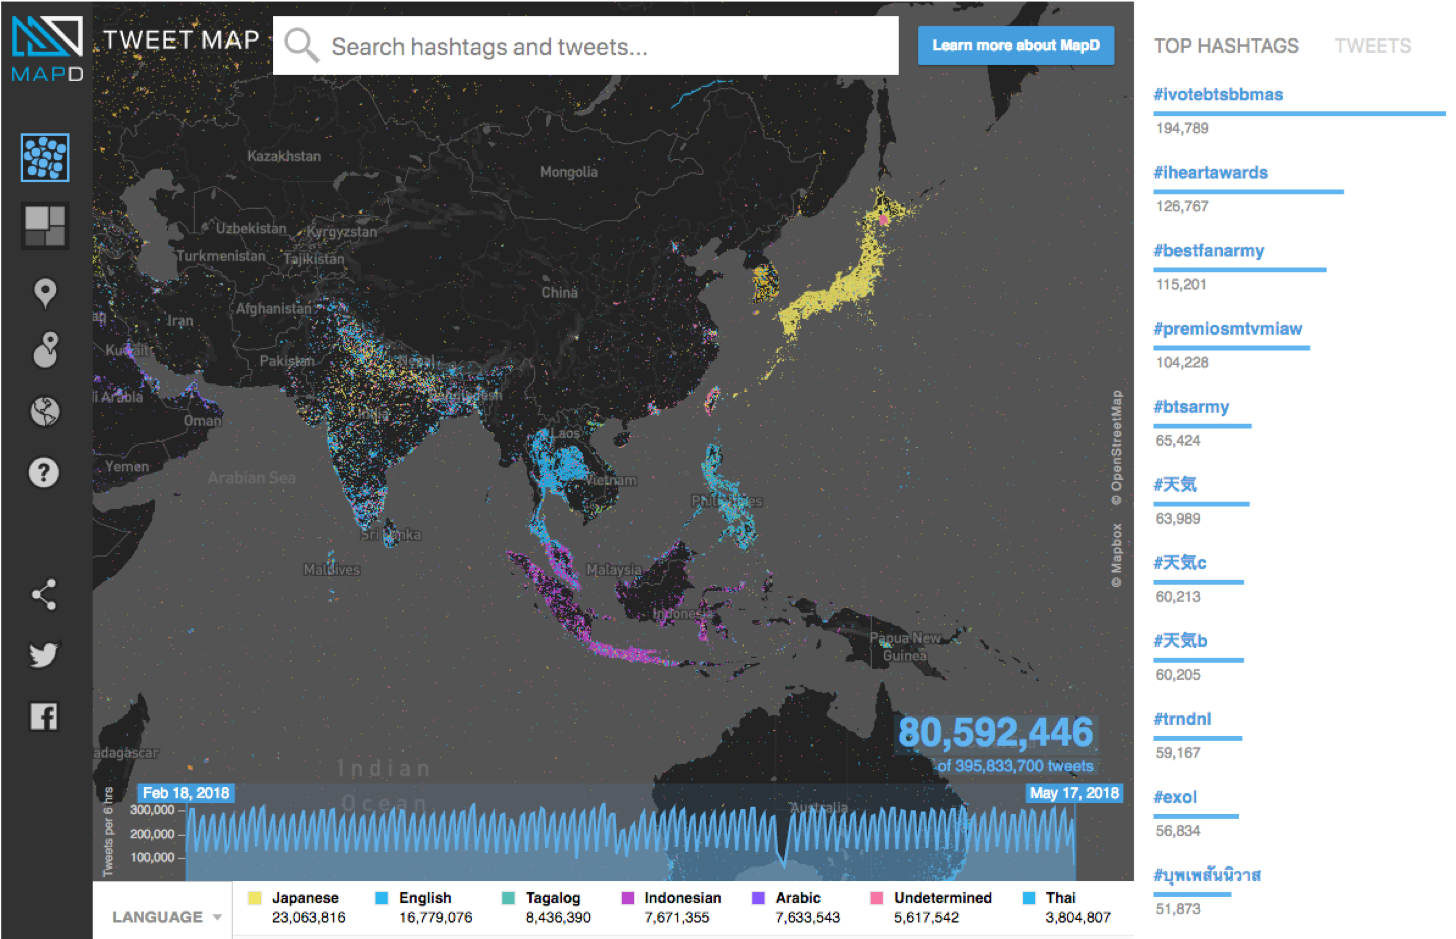 MAPD
TWEET MAP
Search hashtags and tweets...
Learn more about MapD
TOP HASHTAGS
TWEETS
#ivotebtsbbmas
194,789
#iheartawards
126,767
#bestfanarmy
115,201
#premiosmtvmiaw
104,228
#btsarmy
65,424
#天気
63,989
#天気c
60,213
#天気b
60,205
#trndnl
59,167
#exol
56,834
#บุพเพสันนิวาส
51,873
Kazakhstan
Mongolia
Uzbekistan
Kyrgyzstan
Turkmenistan
Tajikistan
China
Afghanistan
Iran
Kuwait
Pakistan
Nepal
i Arabia
Bangladesh
India
Oman
Laos
Yemen
Arabian Sea
Vietnam
Philippines
Sri Lanka
Maldives
Malaysia
Indonesia
Papua New
Guinea
adagascar
Indian
Ocean
Australia
© Mapbox © OpenStreetMap
80,592,446
of 395,833,700 tweets
Feb 18, 2018
May 17, 2018
Tweets per 6 hrs
300,000
200,000
100,000
LANGUAGE
Japanese
23,063,816
English
16,779,076
Tagalog
8,436,390
Indonesian
7,671,355
Arabic
7,633,543
Undetermined
5,617,542
Thai
3,804,807